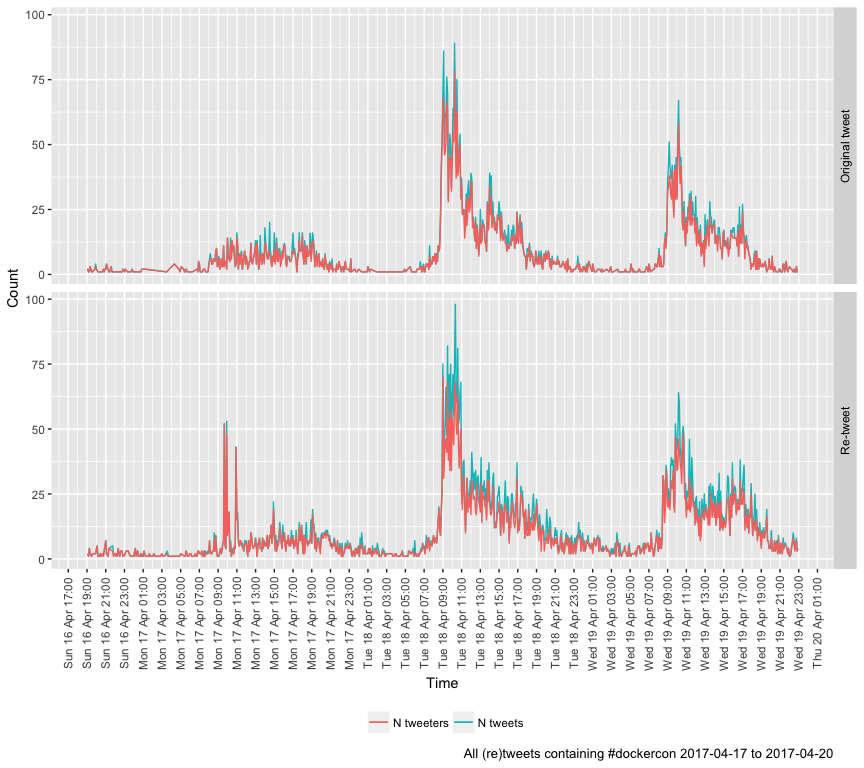 100
75
50
25
0
Original tweet
Count
100
75
50
25
0
Re-tweet
Sun 16 Apr 17:00
Sun 16 Apr 19:00
Sun 16 Apr 21:00
Sun 16 Apr 23:00
Mon 17 Apr 01:00
Mon 17 Apr 03:00
Mon 17 Apr 05:00
Mon 17 Apr 07:00
Mon 17 Apr 09:00
Mon 17 Apr 11:00
Mon 17 Apr 13:00
Mon 17 Apr 15:00
Mon 17 Apr 17:00
Mon 17 Apr 19:00
Mon 17 Apr 21:00
Mon 17 Apr 23:00
Tue 18 Apr 01:00
Tue 18 Apr 03:00
Tue 18 Apr 05:00
Tue 18 Apr 07:00
Tue 18 Apr 09:00
Tue 18 Apr 11:00
Tue 18 Apr 13:00
Tue 18 Apr 15:00
Tue 18 Apr 17:00
Tue 18 Apr 19:00
Tue 18 Apr 21:00
Tue 18 Apr 23:00
Wed 19 Apr 01:00
Wed 19 Apr 03:00
Wed 19 Apr 05:00
Wed 19 Apr 07:00
Wed 19 Apr 09:00
Wed 19 Apr 11:00
Wed 19 Apr 13:00
Wed 19 Apr 15:00
Wed 19 Apr 17:00
Wed 19 Apr 19:00
Wed 19 Apr 21:00
Wed 19 Apr 23:00
Thu 20 Apr 01:00
Time
N tweeters
N tweets
All (re)tweets containing #dockercon 2017-04-17 to 2017-04-20